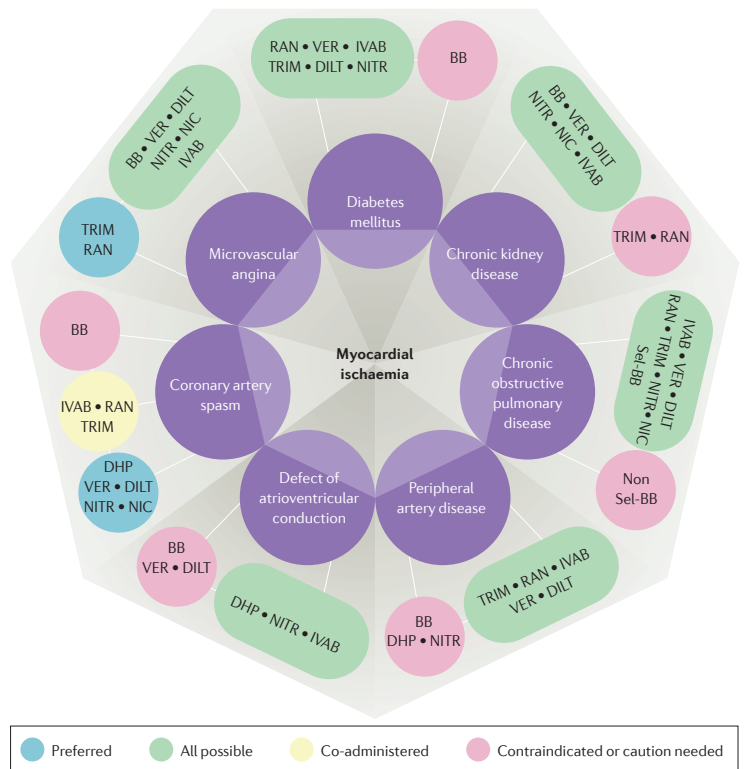 RAN • VER • IVAB
TRIM • DILT • NITR
BB
Diabetes
mellitus
BB • VER • DILT
NITR • NIC • IVAB
TRIM • RAN
Chronic kidney
disease
IVAB • VER • DILT
RAN • TRIM • NITR • NIC
Sel-BB
Non
Sel-BB
Chronic
obstructive
pulmonary
disease
TRIM • RAN • IVAB
VER • DILT
BB
DHP • NITR
Peripheral
artery disease
DHP • NITR • IVAB
BB
VER • DILT
Defect of
atrioventricular
conduction
DHP
VER • DILT
NITR • NIC
IVAB • RAN
TRIM
BB
Coronary artery
spasm
TRIM
RAN
BB • VER • DILT
NITR • NIC
IVAB
Microvascular
angina
Myocardial
ischaemia
Preferred
All possible
Co-administered
Contraindicated or caution needed